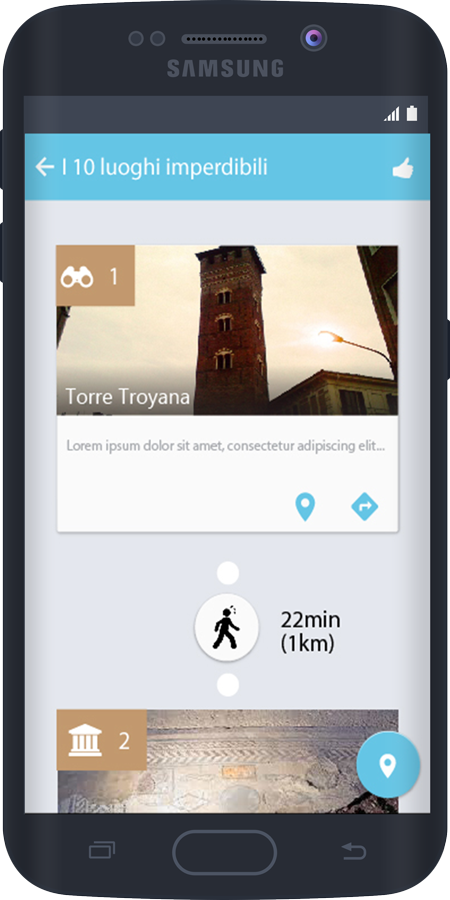 SAMSUNG
I 10 luoghi imperdibili
1
Torre Troyana
Lorem ipsum dolor sit amet, consectetur adipiscing elit...
22min
(1km)
2